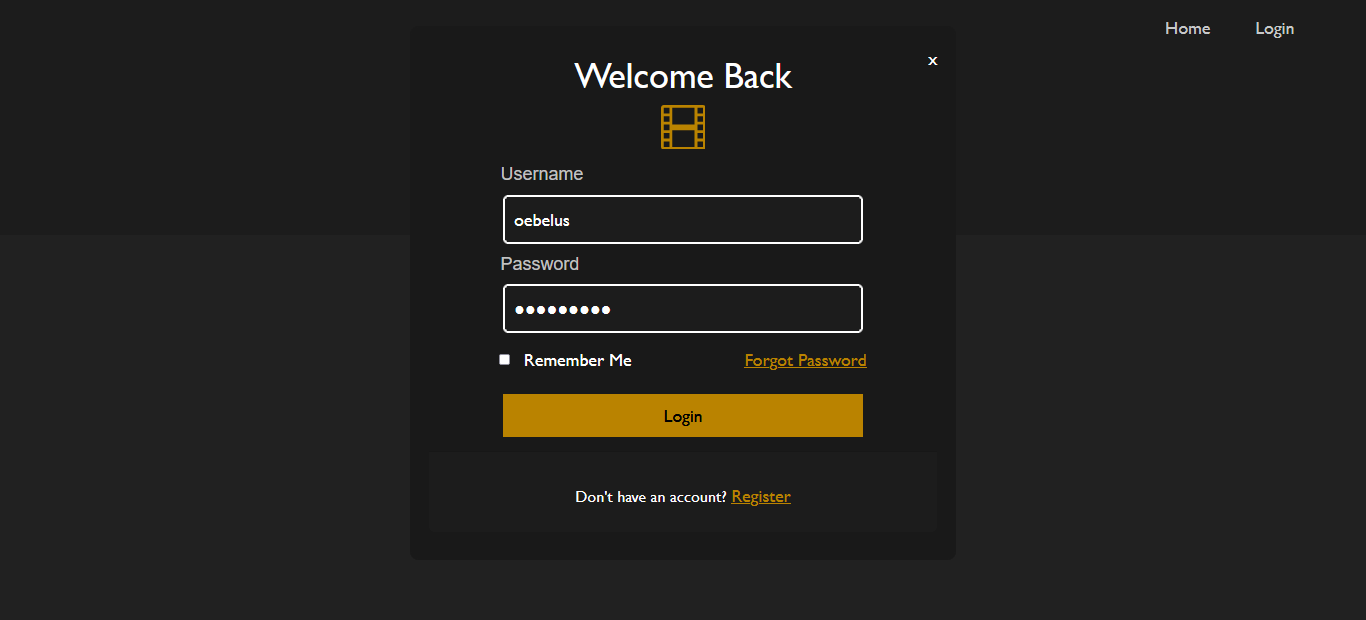 Home Login
x
Welcome Back
Username
oebelus
Password
●●●●●●●●●
Remember Me Forgot Password
Login
Don't have an account? Register